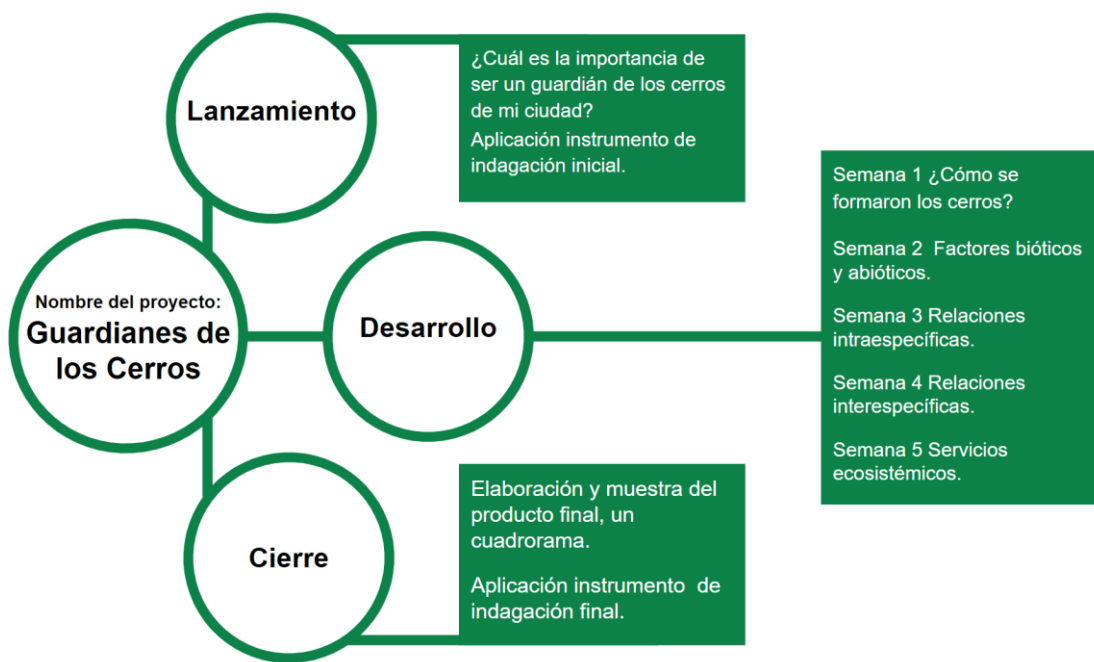 Lanzamiento
¿Cuál es la importancia de
ser un guardián de los cerros
de mi ciudad?
Aplicación instrumento de
indagación inicial.
Nombre del proyecto:
Guardianes de
los Cerros
Desarrollo
Semana 1 ¿Cómo se
formaron los cerros?
Semana 2 Factores bióticos
y abióticos.
Semana 3 Relaciones
intraespecíficas.
Semana 4 Relaciones
interespecíficas.
Semana 5 Servicios
ecosistémicos.
Cierre
Elaboración y muestra del
producto final, un
cuadrorama.
Aplicación instrumento de
indagación final.